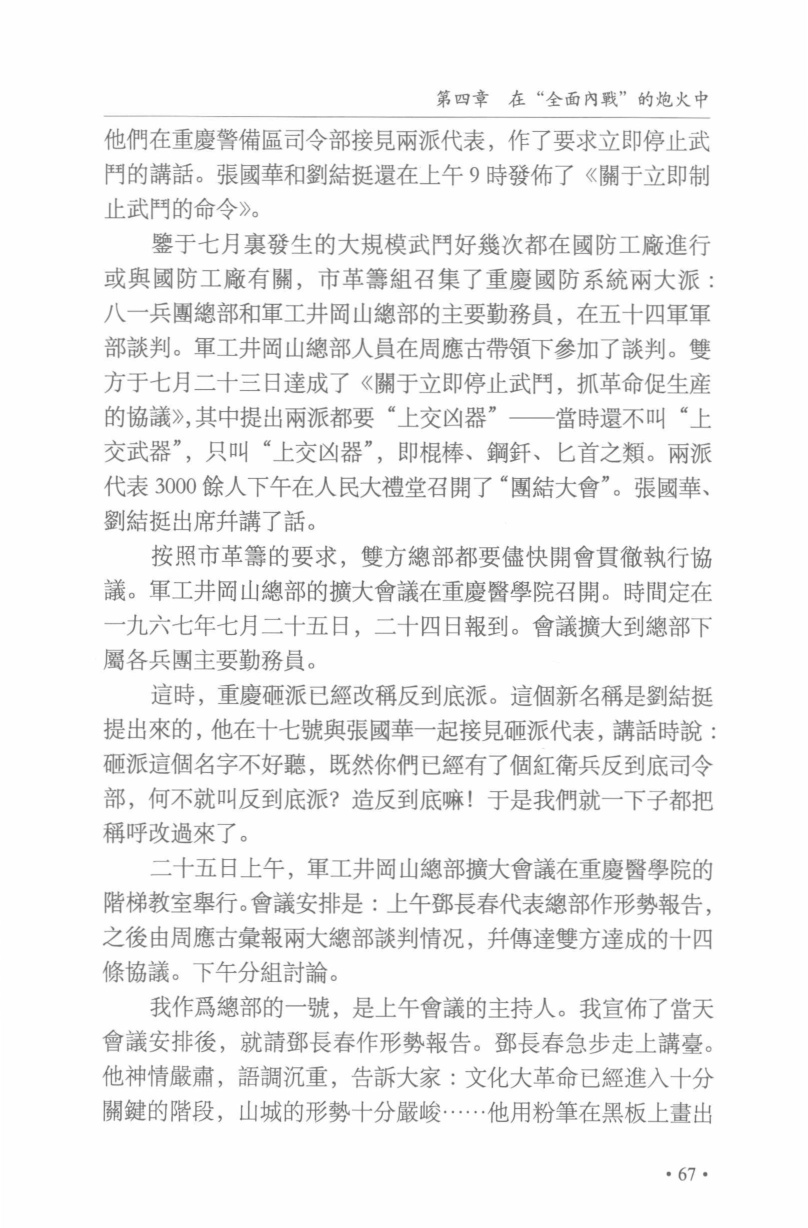 第四章　在“全面內戰”的炮火中
他們在重慶警備區司令部接見兩派代表，作了要求立即停止武
鬥的講話。張國華和劉結挺還在上午9時發佈了《關于立即制
止武鬥的命令》。
鑒于七月裏發生的大規模武鬥好幾次都在國防工廠進行
或與國防工廠有關，市革籌組召集了重慶國防系統兩大派：
八一兵團總部和軍工井岡山總部的主要勤務員，在五十四軍軍
部談判。軍工井岡山總部人員在周應古帶領下參加了談判。雙
方于七月二十三日達成了《關于立即停止武鬥，抓革命促生産
的協議》，其中提出兩派都要“上交凶器”——當時還不叫“上
交武器”，只叫“上交凶器”，即棍棒、鋼釺、匕首之類。兩派
代表3000餘人下午在人民大禮堂召開了“團結大會”。張國華、
劉結挺出席幷講了話。
按照市革籌的要求，雙方總部都要儘快開會貫徹執行協
議。軍工井岡山總部的擴大會議在重慶醫學院召開。時間定在
一九六七年七月二十五日，二十四日報到。會議擴大到總部下
屬各兵團主要勤務員。
這時，重慶砸派已經改稱反到底派。這個新名稱是劉結挺
提出來的，他在十七號與張國華一起接見砸派代表，講話時説：
砸派這個名字不好聽，既然你們已經有了個紅衛兵反到底司令
部，何不就叫反到底派？造反到底嘛！于是我們就一下子都把
稱呼改過來了。
二十五日上午，軍工井岡山總部擴大會議在重慶醫學院的
階梯教室舉行。會議安排是：上午鄧長春代表總部作形勢報告，
之後由周應古彙報兩大總部談判情況，幷傳達雙方達成的十四
條協議。下午分組討論。
我作爲總部的一號，是上午會議的主持人。我宣佈了當天
會議安排後，就請鄧長春作形勢報告。鄧長春急步走上講臺。
他神情嚴肅，語調沉重，告訴大家：文化大革命已經進入十分
關鍵的階段，山城的形勢十分嚴峻……他用粉筆在黑板上畫出
• 67 •